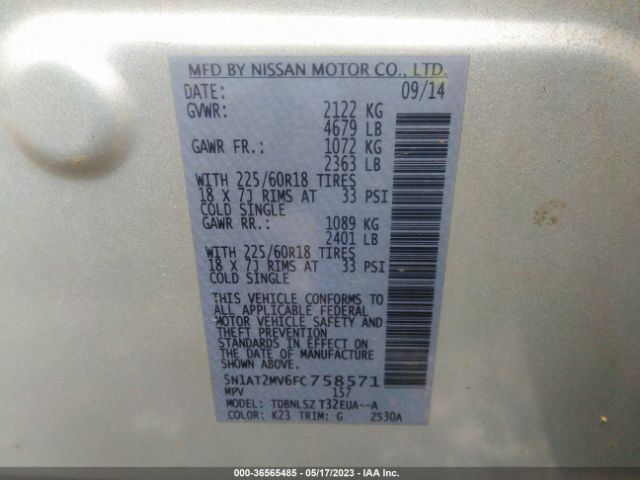 MFD BY NISSAN MOTOR CO., LTD.
DATE: 09/14
GVWR: 2122 KG
4679 LB
GAWR FR.: 1072 KG
2363 LB
WITH 225/60R18 TIRES
18 X 7J RIMS AT 33 PSI
COLD SINGLE
GAWR RR.: 1089 KG
2401 LB
WITH 225/60R18 TIRES
18 X 7J RIMS AT 33 PSI
COLD SINGLE
THIS VEHICLE CONFORMS TO
ALL APPLICABLE FEDERAL
MOTOR VEHICLE SAFETY AND
THEFT PREVENTION
STANDARDS IN EFFECT ON
THE DATE OF MANUFACTURE
SHOWN ABOVE.
5N1AT2MV6FC758571
MPV 157
MODEL: TDBNLSZ T32EUA--A
COLOR: K23 TRIM: G ZS30A
000-36565485 - 05/17/2023 - IAA Inc.